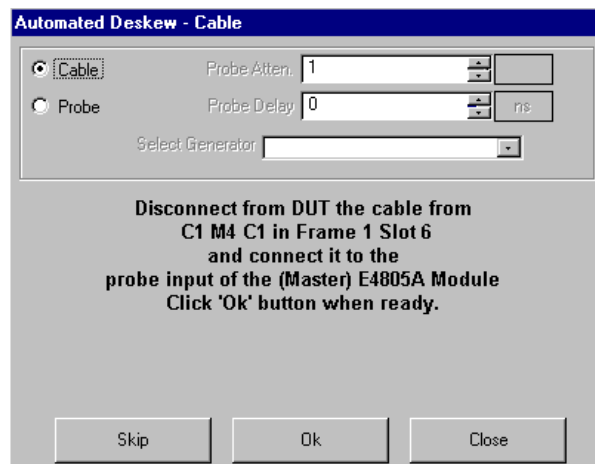 Automated Deskew - Cable
Cable Probe Atten. 1
Probe Probe Delay 0 ns
Select Generator
Disconnect from DUT the cable from
C1 M4 C1 in Frame 1 Slot 6
and connect it to the
probe input of the (Master) E4805A Module
Click 'Ok' button when ready.
Skip Ok Close